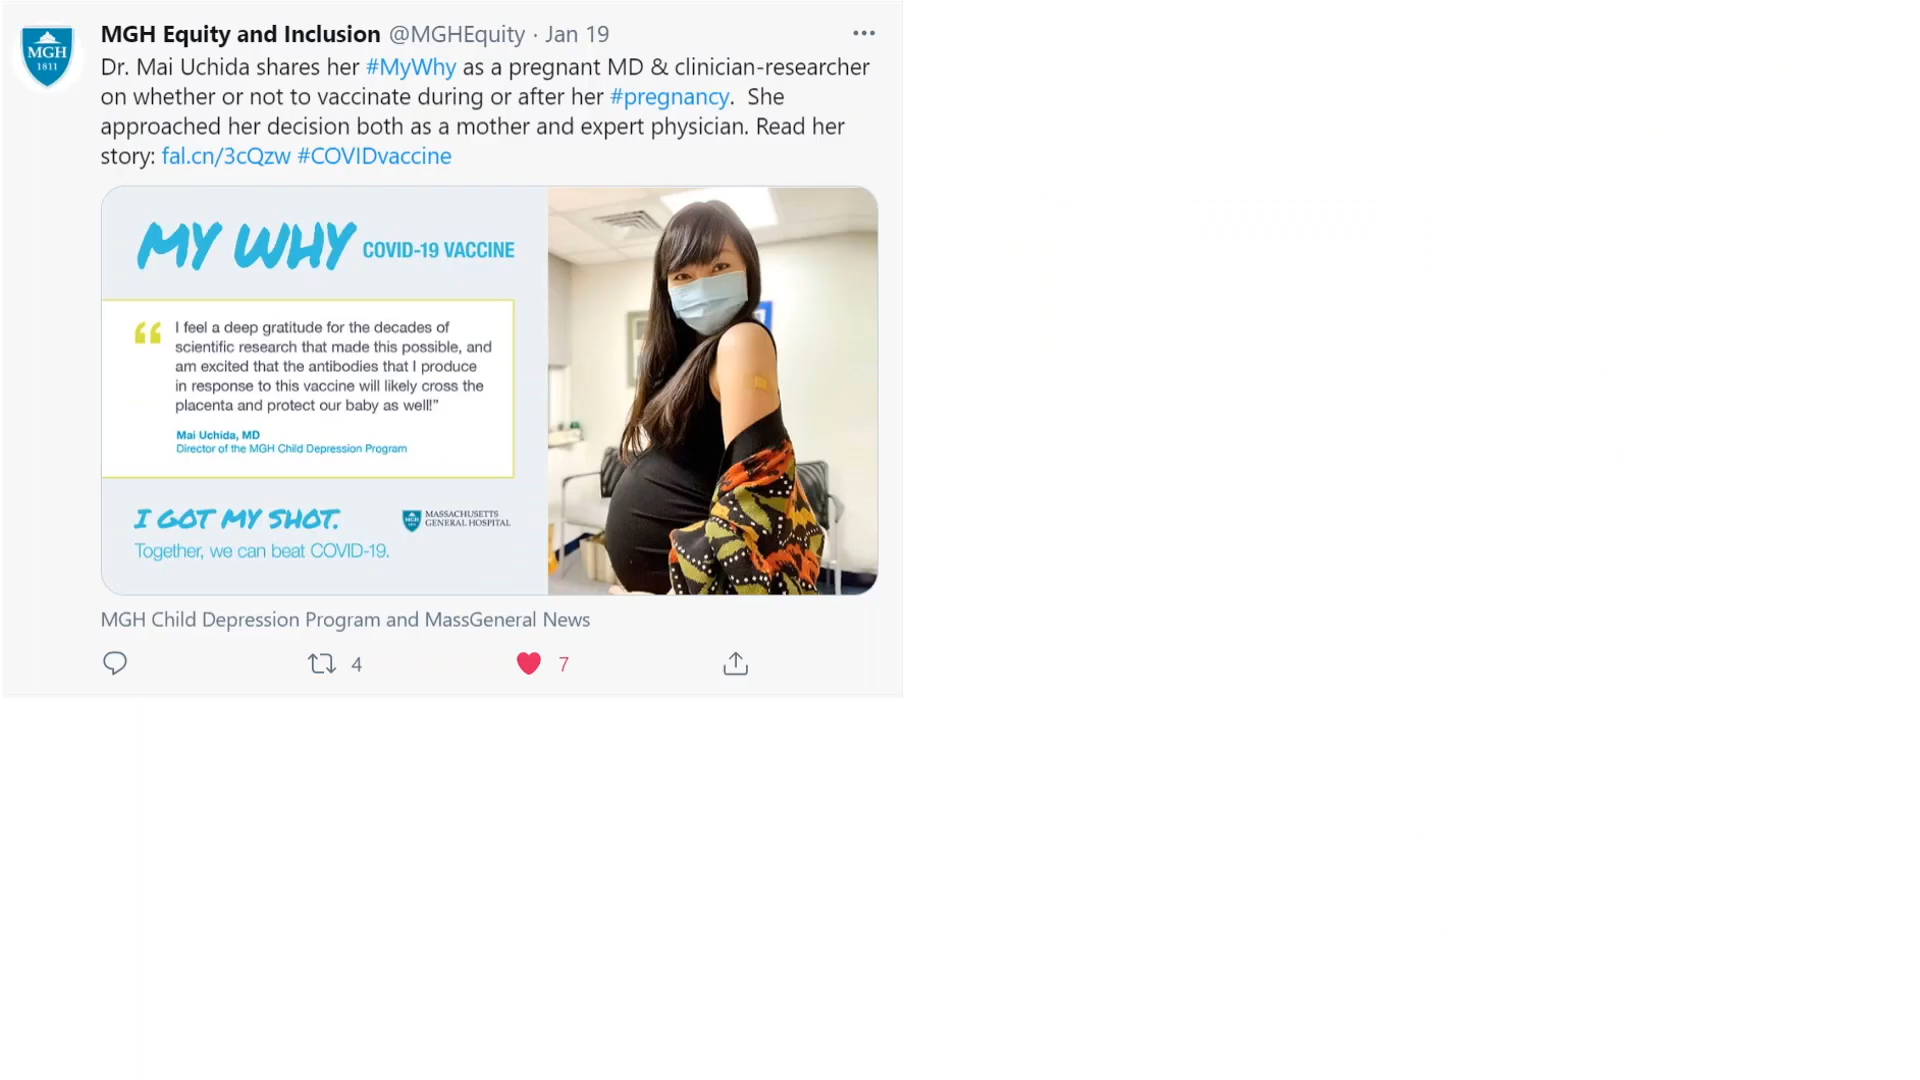 MGH Equity and Inclusion @MGHEquity · Jan 19
MGH
1811
Dr. Mai Uchida shares her #MyWhy as a pregnant MD & clinician-researcher
on whether or not to vaccinate during or after her #pregnancy.  She
approached her decision both as a mother and expert physician. Read her
story: fal.cn/3cQzw #COVIDvaccine
MY WHY COVID-19 VACCINE
“ I feel a deep gratitude for the decades of
scientific research that made this possible, and
am excited that the antibodies that I produce
in response to this vaccine will likely cross the
placenta and protect our baby as well!”
Mai Uchida, MD
Director of the MGH Child Depression Program
I GOT MY SHOT.
Together, we can beat COVID-19.
MASSACHUSETTS
GENERAL HOSPITAL
MGH Child Depression Program and MassGeneral News
4
7